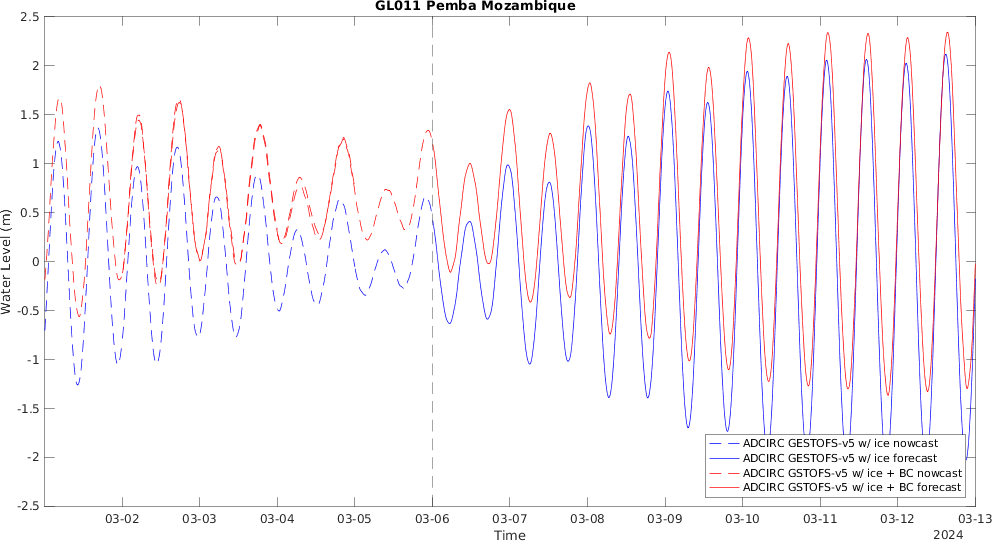 GL011 Pemba Mozambique
2.5
2
1.5
1
0.5
0
-0.5
-1
-1.5
-2
-2.5
Water Level (m)
ADCIRC GESTOFS-v5 w/ ice nowcast
ADCIRC GESTOFS-v5 w/ ice forecast
ADCIRC GSTOFS-v5 w/ ice + BC nowcast
ADCIRC GSTOFS-v5 w/ ice + BC forecast
03-02 03-03 03-04 03-05 03-06 03-07 03-08 03-09 03-10 03-11 03-12 03-13
Time
2024